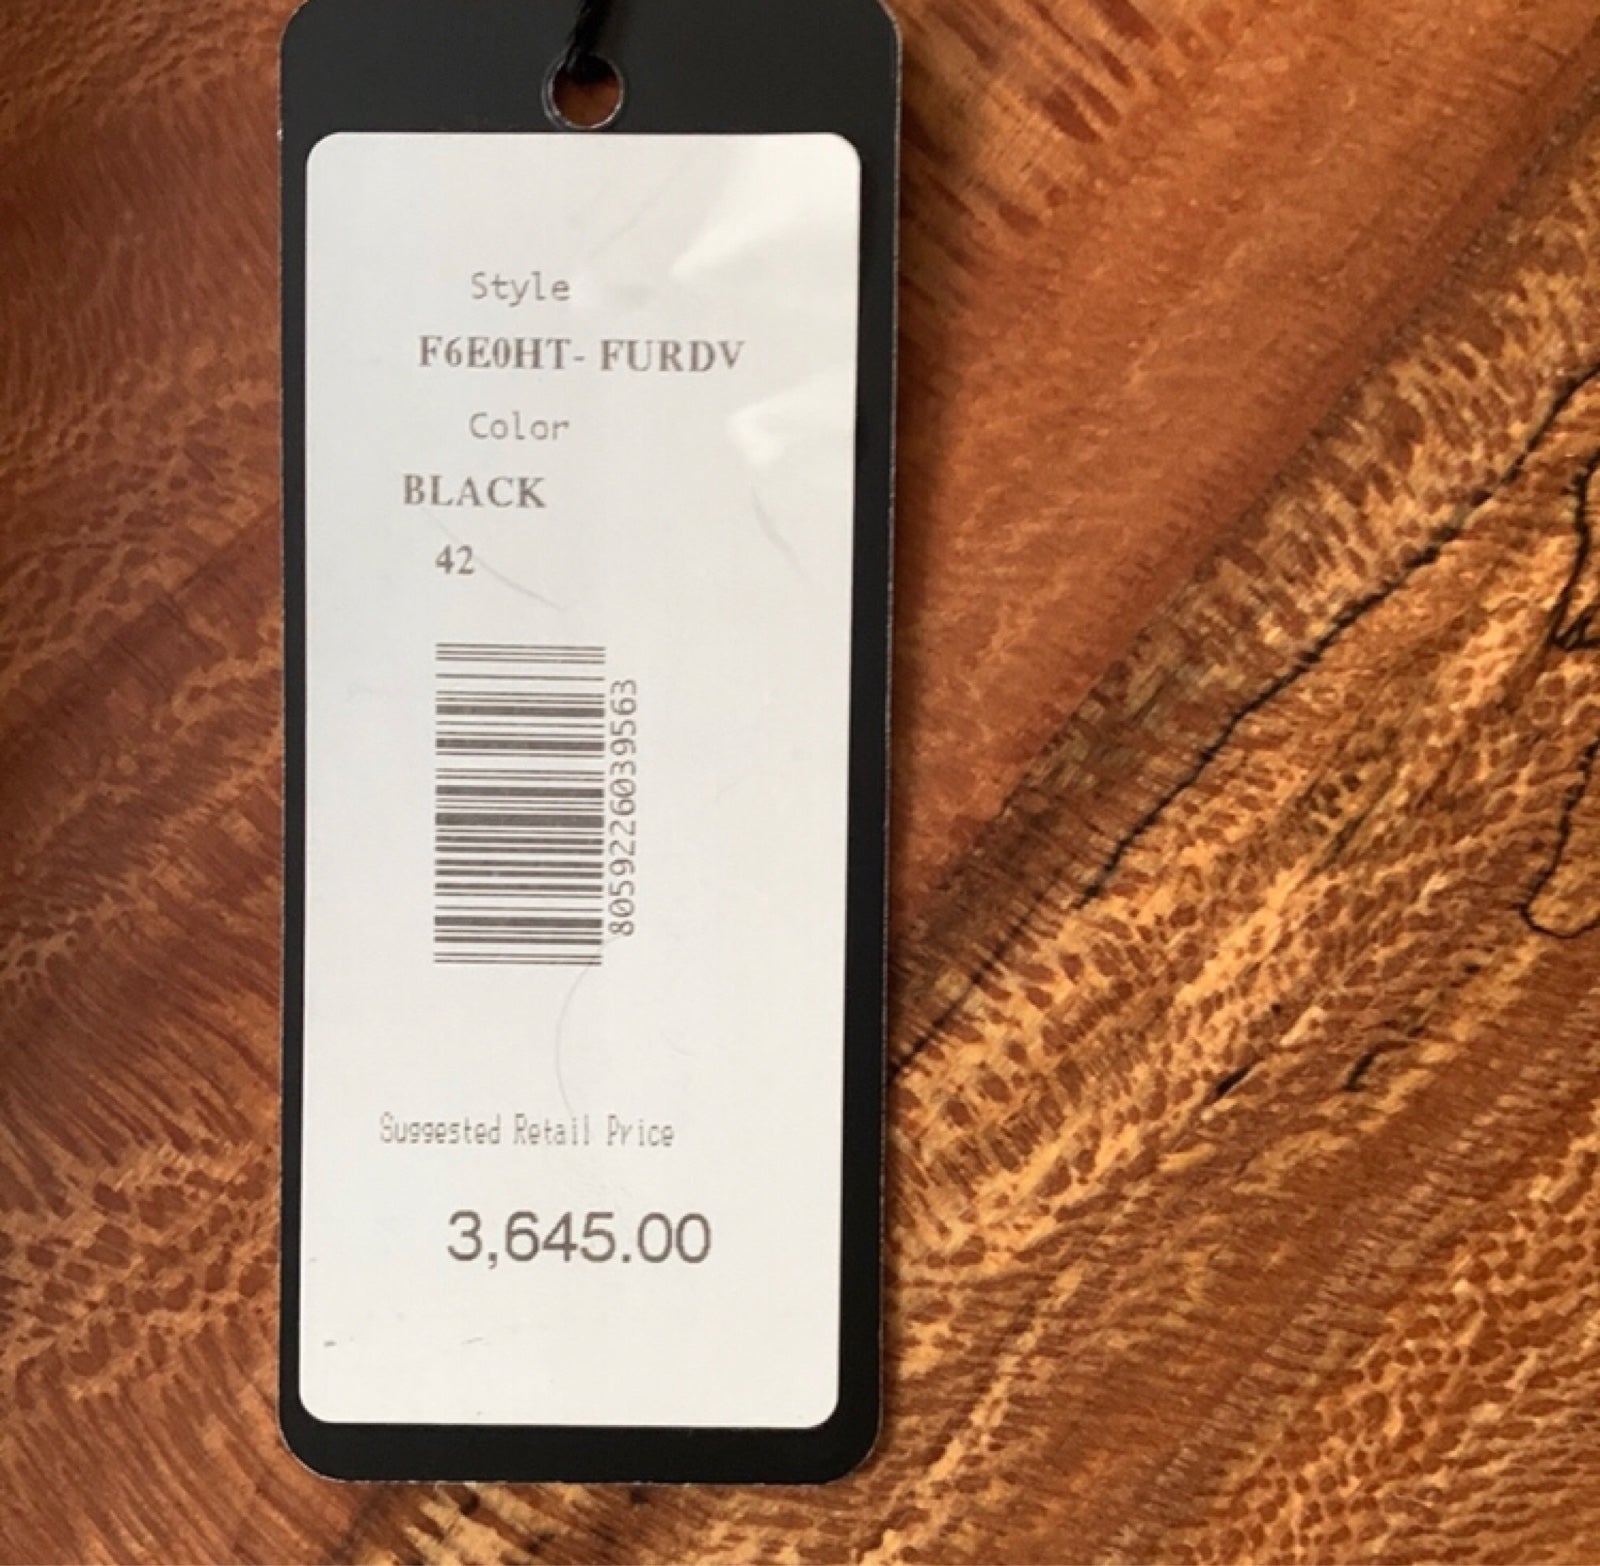 Style
F6E0HT- FURDV
Color
BLACK
42
8059226039563
Suggested Retail Price
3,645.00